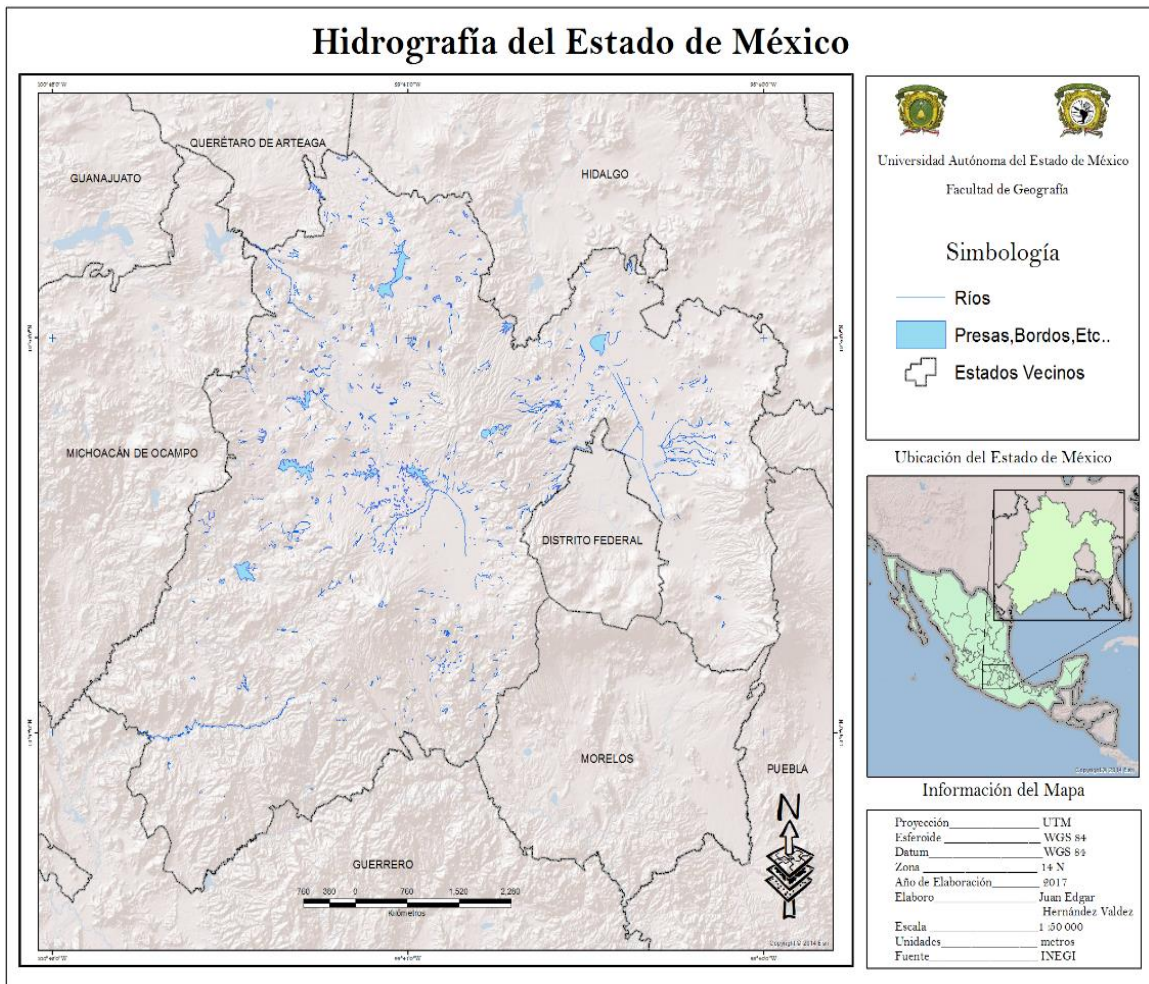 Hidrografía del Estado de México
QUERÉTARO DE ARTEAGA
GUANAJUATO
HIDALGO
MICHOACÁN DE OCAMPO
DISTRITO FEDERAL
MORELOS
PUEBLA
GUERRERO
N
760 380 0 760 1,520 2,280
Kilómetros
Universidad Autónoma del Estado de México
Facultad de Geografía
Simbología
Ríos
Presas,Bordos,Etc..
Estados Vecinos
Ubicación del Estado de México
Información del Mapa
Proyección UTM
Esferoide WGS 84
Datum WGS 84
Zona 14 N
Año de Elaboración 2017
Elaboro Juan Edgar
Hernández Valdez
Escala 1:50 000
Unidades metros
Fuente INEGI